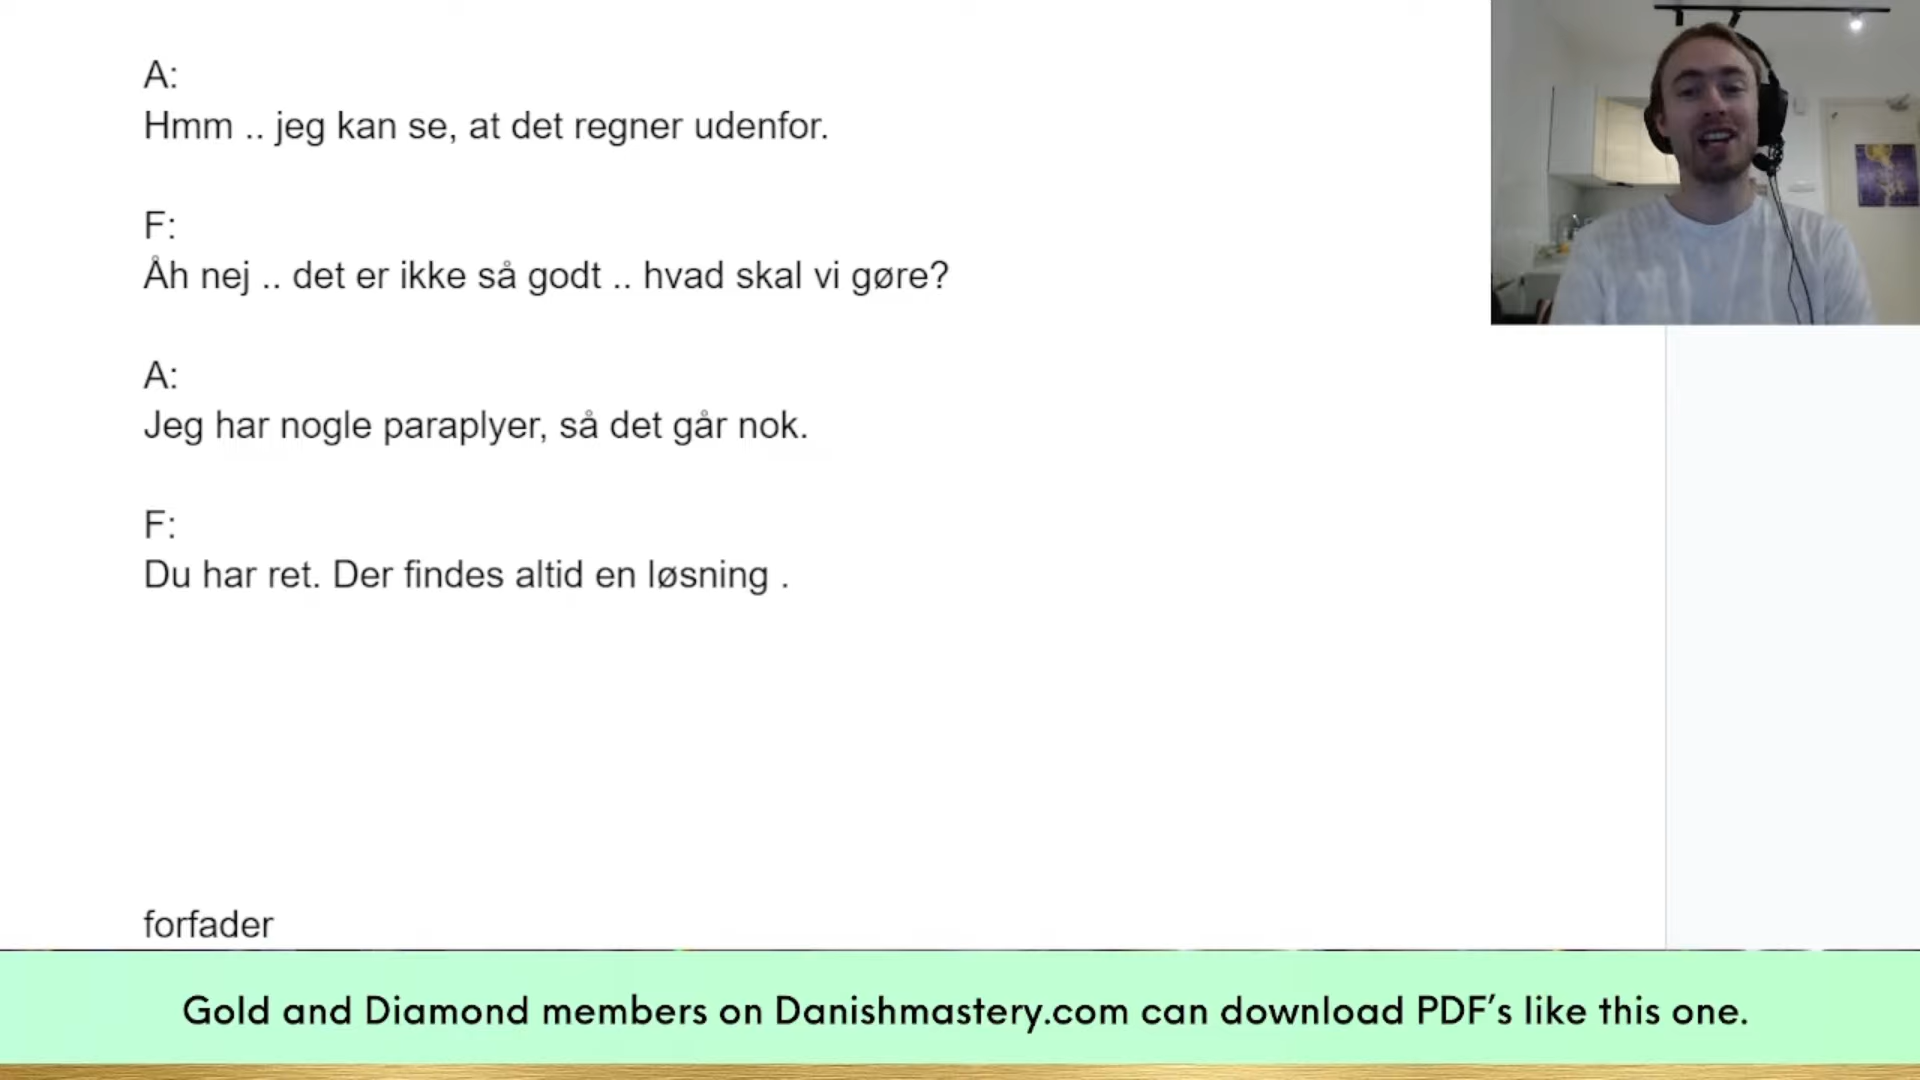 A:
Hmm .. jeg kan se, at det regner udenfor.
F:
Åh nej .. det er ikke så godt .. hvad skal vi gøre?
A:
Jeg har nogle paraplyer, så det går nok.
F:
Du har ret. Der findes altid en løsning .
forfader
Gold and Diamond members on Danishmastery.com can download PDF’s like this one.